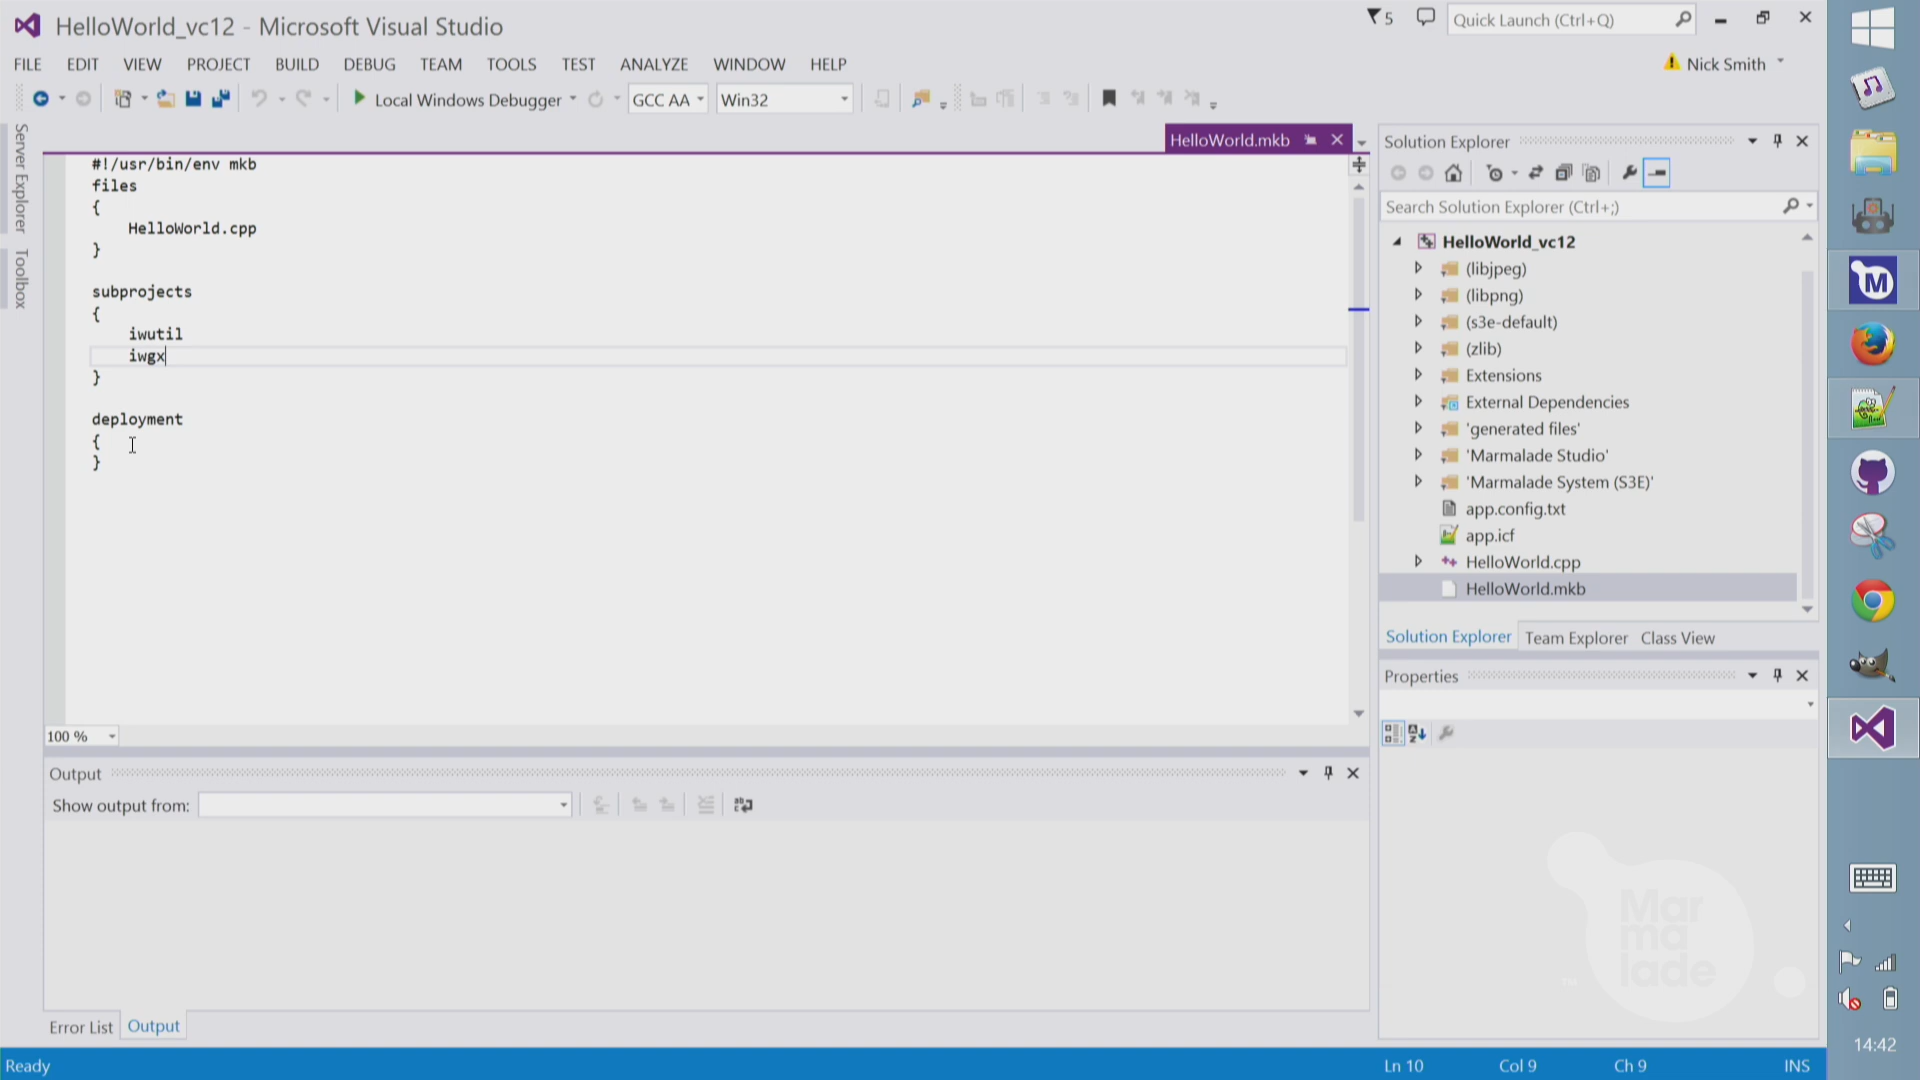 HelloWorld_vc12 - Microsoft Visual Studio
5
Quick Launch (Ctrl+Q)
FILE EDIT VIEW PROJECT BUILD DEBUG TEAM TOOLS TEST ANALYZE WINDOW HELP
Nick Smith
Local Windows Debugger
GCC AA
Win32
Server Explorer
Toolbox
HelloWorld.mkb
#!/usr/bin/env mkb
files
{
HelloWorld.cpp
}
subprojects
{
iwutil
iwgx
}
deployment
{
}
100 %
Output
Show output from:
Error List
Output
Solution Explorer
Search Solution Explorer (Ctrl+;)
HelloWorld_vc12
(libjpeg)
(libpng)
(s3e-default)
(zlib)
Extensions
External Dependencies
'generated files'
'Marmalade Studio'
'Marmalade System (S3E)'
app.config.txt
app.icf
HelloWorld.cpp
HelloWorld.mkb
Solution Explorer
Team Explorer
Class View
Properties
Mar
ma
lade
Ready
Ln 10
Col 9
Ch 9
INS
M
14:42